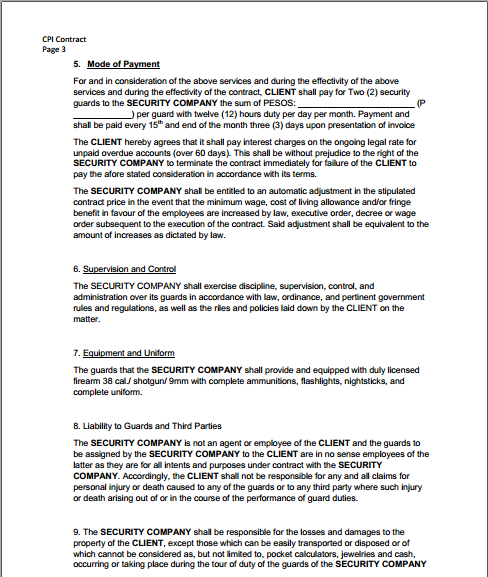 CPI Contract
Page 3
5. Mode of Payment
For and in consideration of the above services and during the effectivity of the above
services and during the effectivity of the contract, CLIENT shall pay for Two (2) security
guards to the SECURITY COMPANY the sum of PESOS: ________________________ (P
____________) per guard with twelve (12) hours duty per day per month. Payment and
shall be paid every 15th and end of the month three (3) days upon presentation of invoice
The CLIENT hereby agrees that it shall pay interest charges on the ongoing legal rate for
unpaid overdue accounts (over 60 days). This shall be without prejudice to the right of the
SECURITY COMPANY to terminate the contract immediately for failure of the CLIENT to
pay the afore stated consideration in accordance with its terms.
The SECURITY COMPANY shall be entitled to an automatic adjustment in the stipulated
contract price in the event that the minimum wage, cost of living allowance and/or fringe
benefit in favour of the employees are increased by law, executive order, decree or wage
order subsequent to the execution of the contract. Said adjustment shall be equivalent to the
amount of increases as dictated by law.
6. Supervision and Control
The SECURITY COMPANY shall exercise discipline, supervision, control, and
administration over its guards in accordance with law, ordinance, and pertinent government
rules and regulations, as well as the riles and policies laid down by the CLIENT on the
matter.
7. Equipment and Uniform
The guards that the SECURITY COMPANY shall provide and equipped with duly licensed
firearm 38 cal./ shotgun/ 9mm with complete ammunitions, flashlights, nightsticks, and
complete uniform.
8. Liability to Guards and Third Parties
The SECURITY COMPANY is not an agent or employee of the CLIENT and the guards to
be assigned by the SECURITY COMPANY to the CLIENT are in no sense employees of the
latter as they are for all intents and purposes under contract with the SECURITY
COMPANY. Accordingly, the CLIENT shall not be responsible for any and all claims for
personal injury or death caused to any of the guards or to any third party where such injury
or death arising out of or in the course of the performance of guard duties.
9. The SECURITY COMPANY shall be responsible for the losses and damages to the
property of the CLIENT, except those which can be easily transported or disposed or of
which cannot be considered as, but not limited to, pocket calculators, jewelries and cash,
occurring or taking place during the tour of duty of the guards of the SECURITY COMPANY